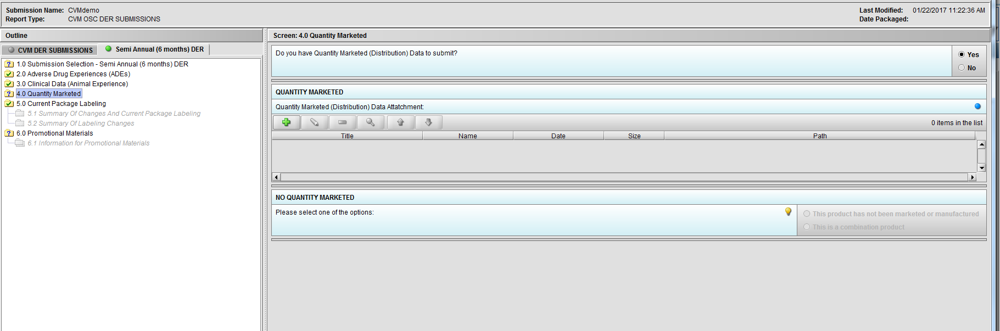 Submission Name: CVMdemo
Last Modified: 01/22/2017 11:22:36 AM
Report Type: CVM OSC DER SUBMISSIONS
Date Packaged:
Outline
CVM DER SUBMISSIONS
Semi Annual (6 months) DER
1.0 Submission Selection - Semi Annual (6 months) DER
2.0 Adverse Drug Experiences (ADEs)
3.0 Clinical Data (Animal Experience)
4.0 Quantity Marketed
5.0 Current Package Labeling
5.1 Summary Of Changes And Current Package Labeling
5.2 Summary Of Labeling Changes
6.0 Promotional Materials
6.1 Information for Promotional Materials
Screen: 4.0 Quantity Marketed
Do you have Quantity Marketed (Distribution) Data to submit?
Yes
No
QUANTITY MARKETED
Quantity Marketed (Distribution) Data Attatchment:
0 items in the list
Title Name Date Size Path
NO QUANTITY MARKETED
Please select one of the options:
This product has not been marketed or manufactured
This is a combination product